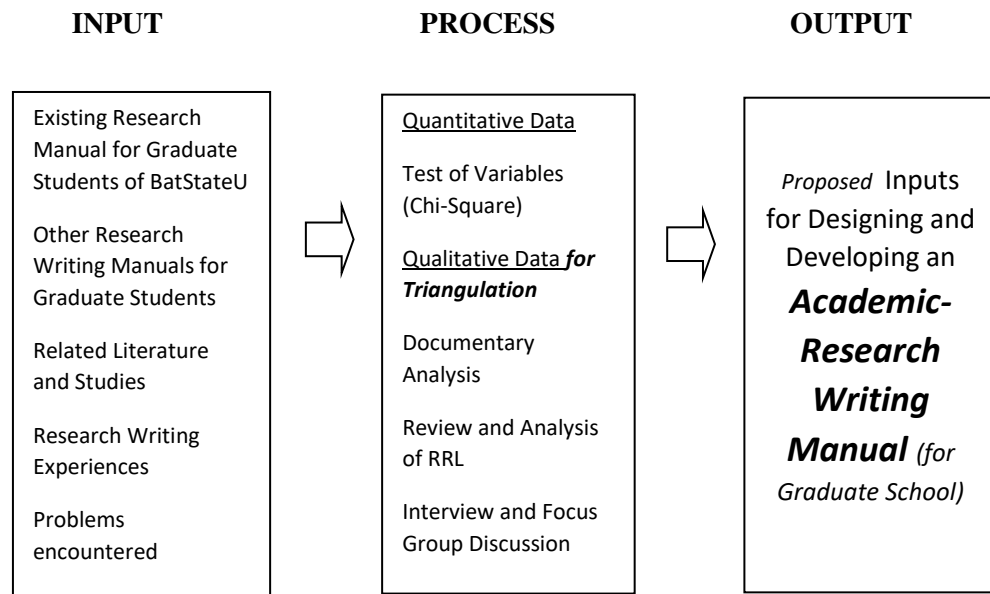 INPUT
PROCESS
OUTPUT
Existing Research
Manual for Graduate
Students of BatStateU
Other Research
Writing Manuals for
Graduate Students
Related Literature
and Studies
Research Writing
Experiences
Problems
encountered
Quantitative Data
Test of Variables
(Chi-Square)
Qualitative Data for
Triangulation
Documentary
Analysis
Review and Analysis
of RRL
Interview and Focus
Group Discussion
Proposed Inputs
for Designing and
Developing an
Academic-
Research
Writing
Manual (for
Graduate School)